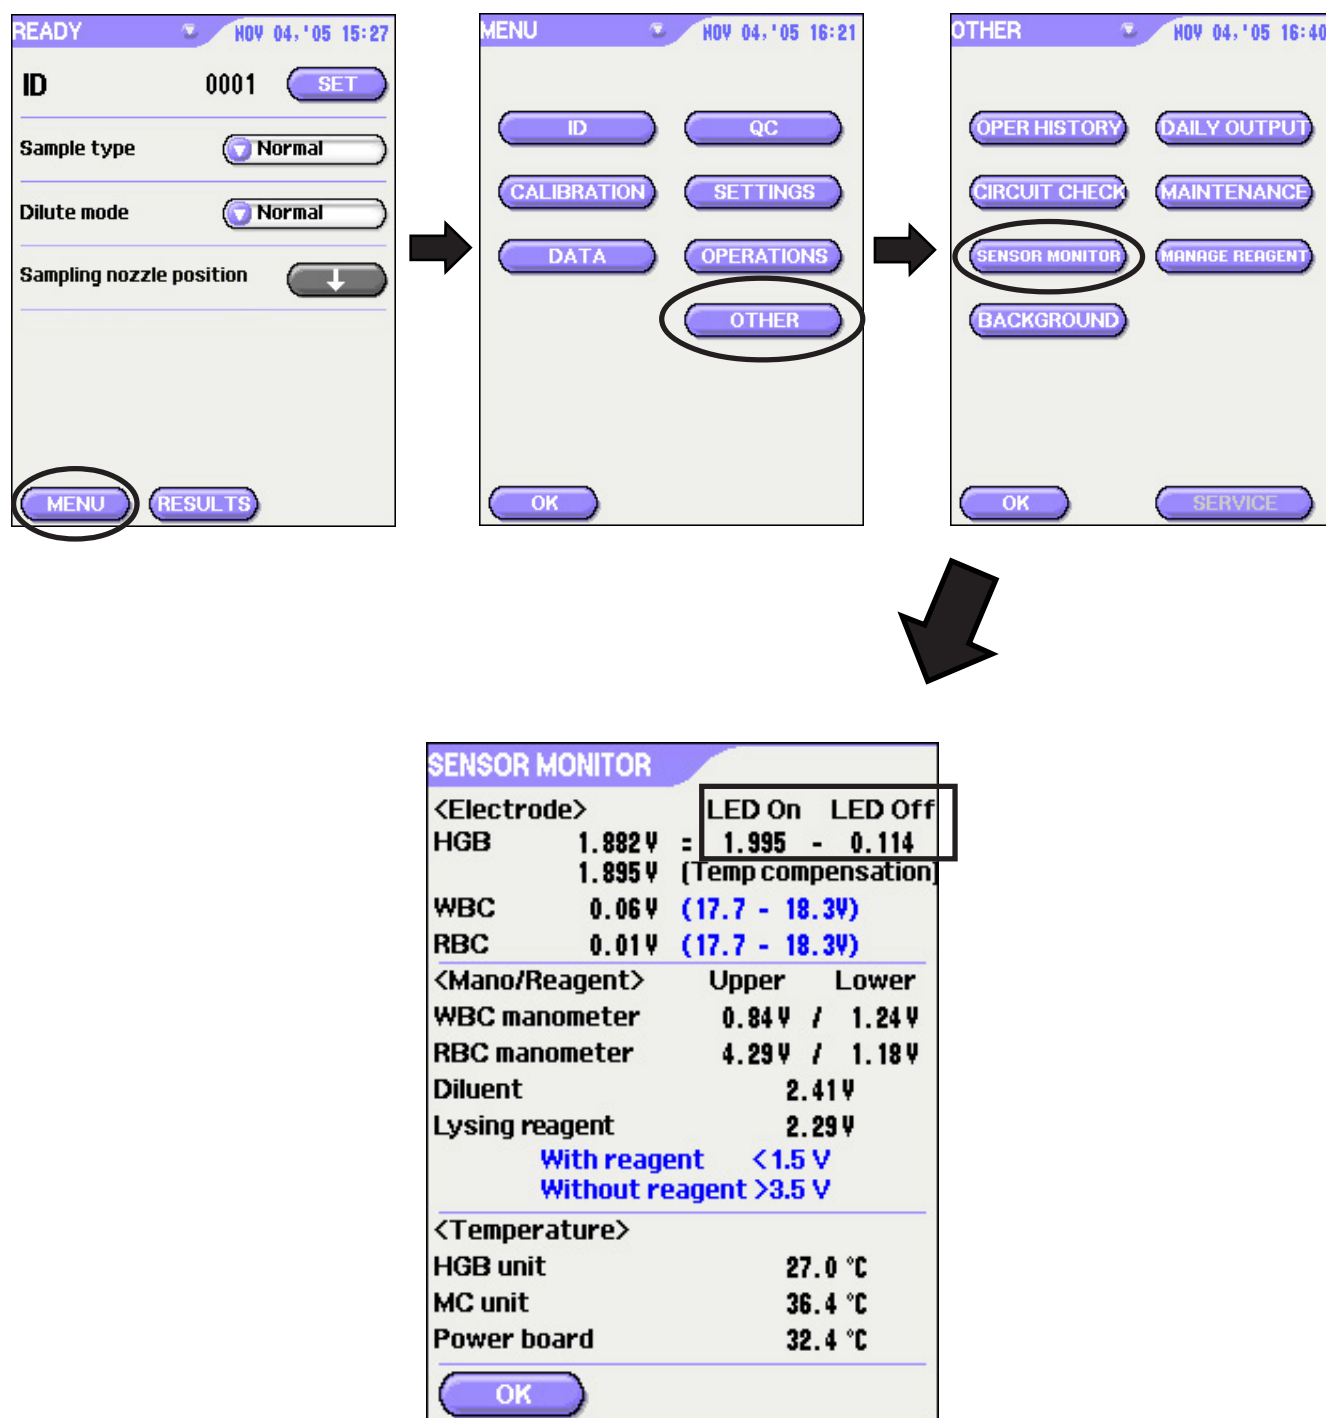 READY NOV 04,'05 15:27
ID 0001 SET
Sample type Normal
Dilute mode Normal
Sampling nozzle position
MENU RESULTS
MENU NOV 04,'05 16:21
ID QC
CALIBRATION SETTINGS
DATA OPERATIONS
OTHER
OK
OTHER NOV 04,'05 16:40
OPER HISTORY DAILY OUTPUT
CIRCUIT CHECK MAINTENANCE
SENSOR MONITOR MANAGE REAGENT
BACKGROUND
OK SERVICE
SENSOR MONITOR
<Electrode> LED On LED Off
HGB 1.882 V = 1.995 - 0.114
1.895 V (Temp compensation)
WBC 0.06 V (17.7 - 18.3V)
RBC 0.01 V (17.7 - 18.3V)
<Mano/Reagent> Upper Lower
WBC manometer 0.84 V / 1.24 V
RBC manometer 4.29 V / 1.18 V
Diluent 2.41 V
Lysing reagent 2.29 V
With reagent <1.5 V
Without reagent >3.5 V
<Temperature>
HGB unit 27.0 °C
MC unit 36.4 °C
Power board 32.4 °C
OK